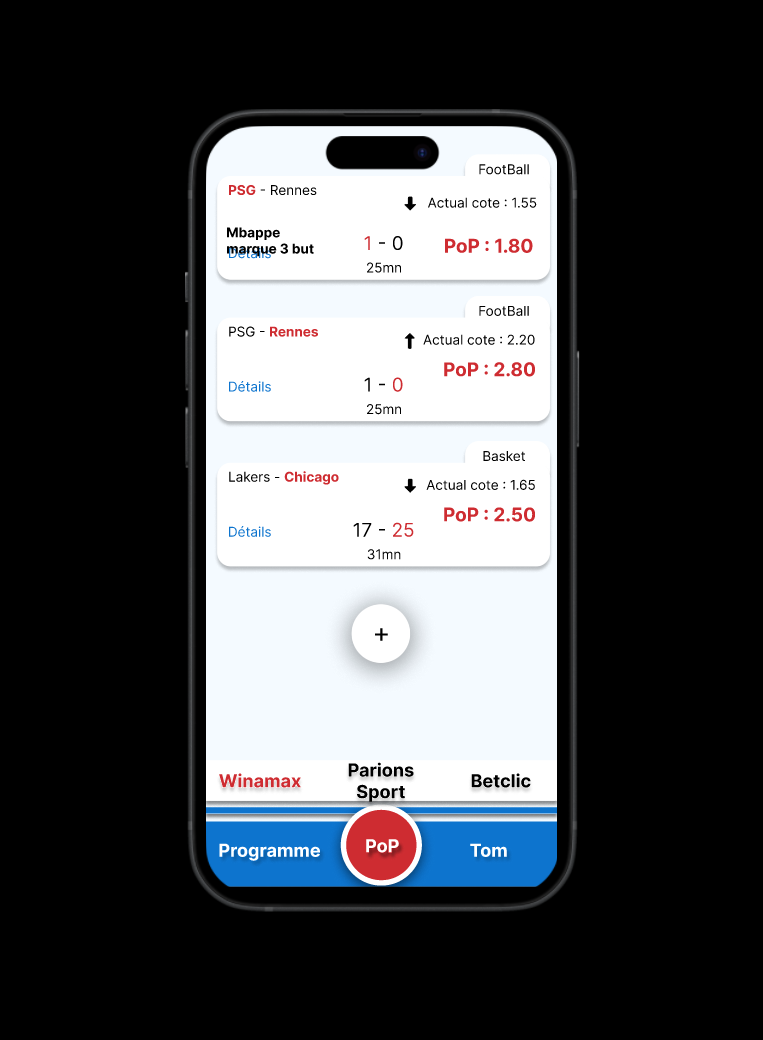 FootBall
PSG - Rennes
Actual cote : 1.55
Mbappe
marque 3 but
Détails
1 - 0
PoP : 1.80
25mn
FootBall
PSG - Rennes
Actual cote : 2.20
PoP : 2.80
Détails
1 - 0
25mn
Basket
Lakers - Chicago
Actual cote : 1.65
PoP : 2.50
Détails
17 - 25
31mn
+
Winamax
Parions
Sport
Betclic
Programme
PoP
Tom